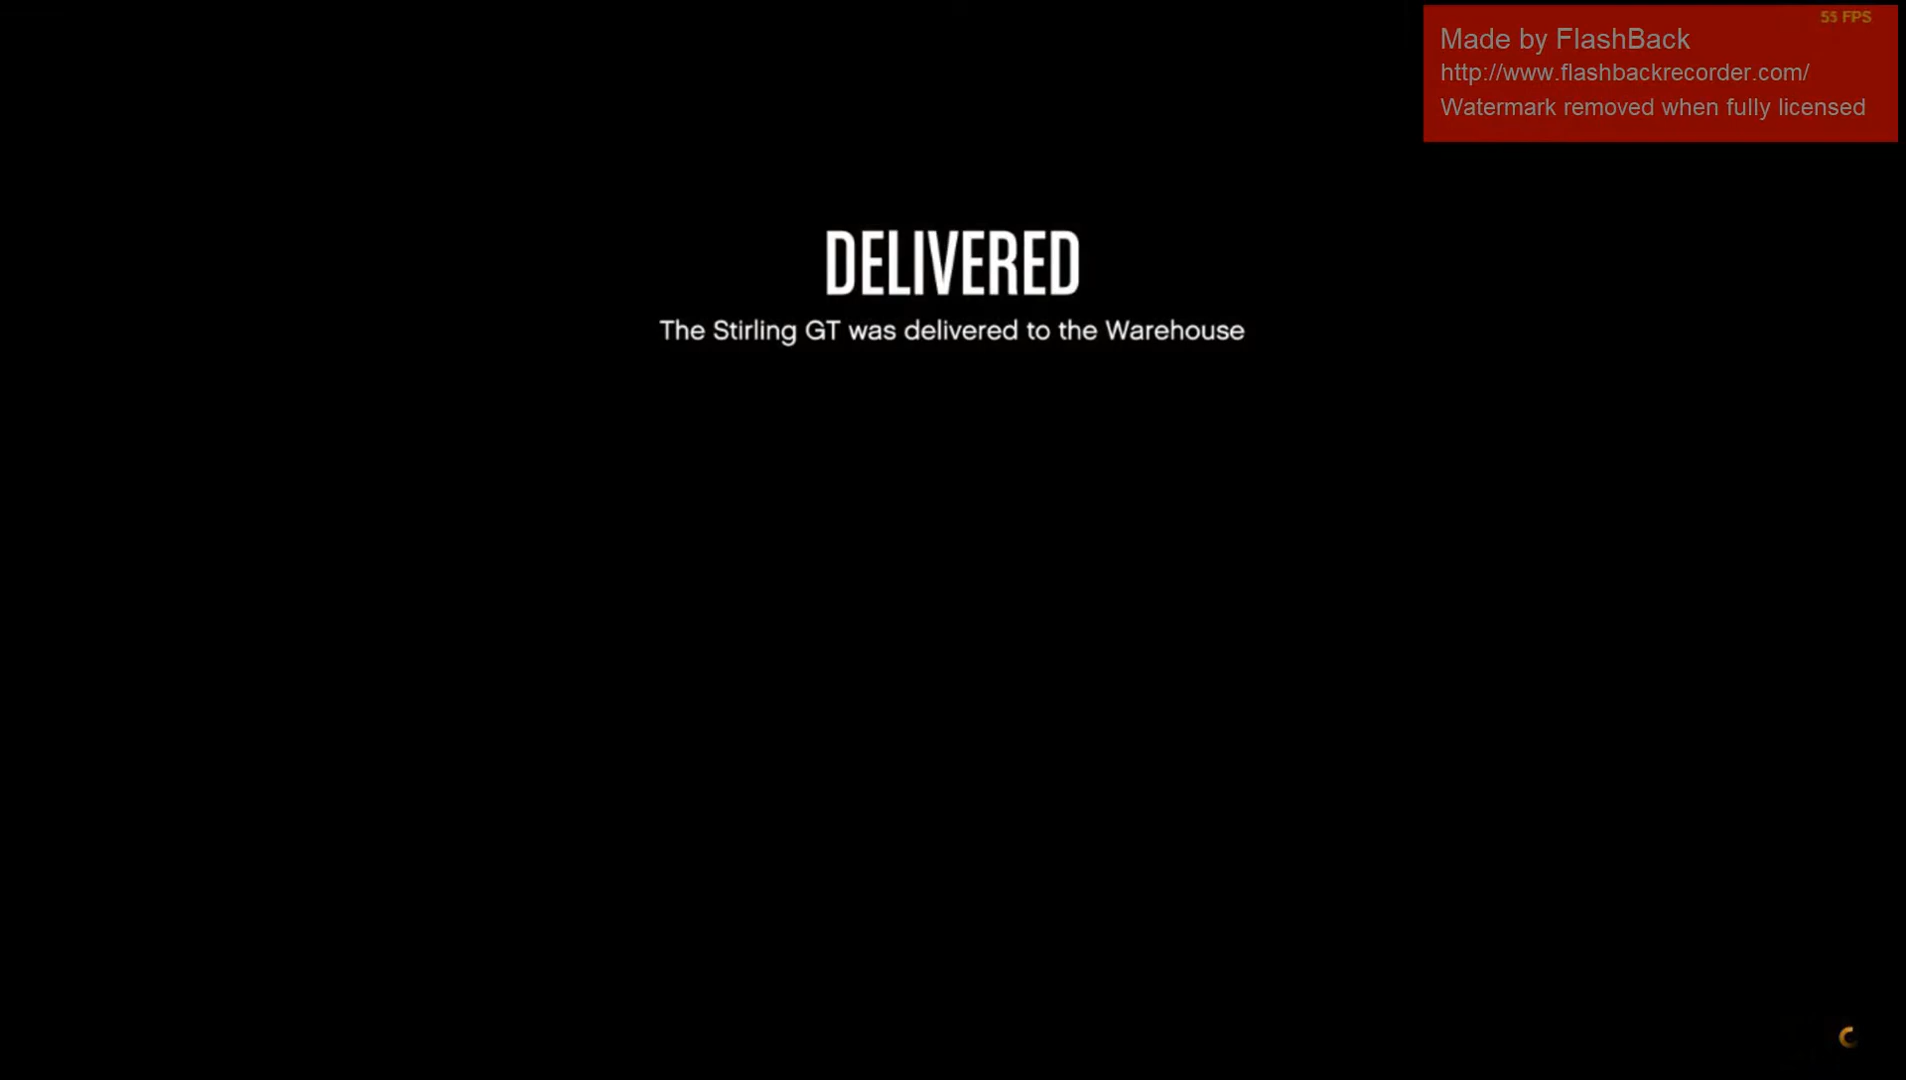 55 FPS
Made by FlashBack
http://www.flashbackrecorder.com/
Watermark removed when fully licensed
DELIVERED
The Stirling GT was delivered to the Warehouse